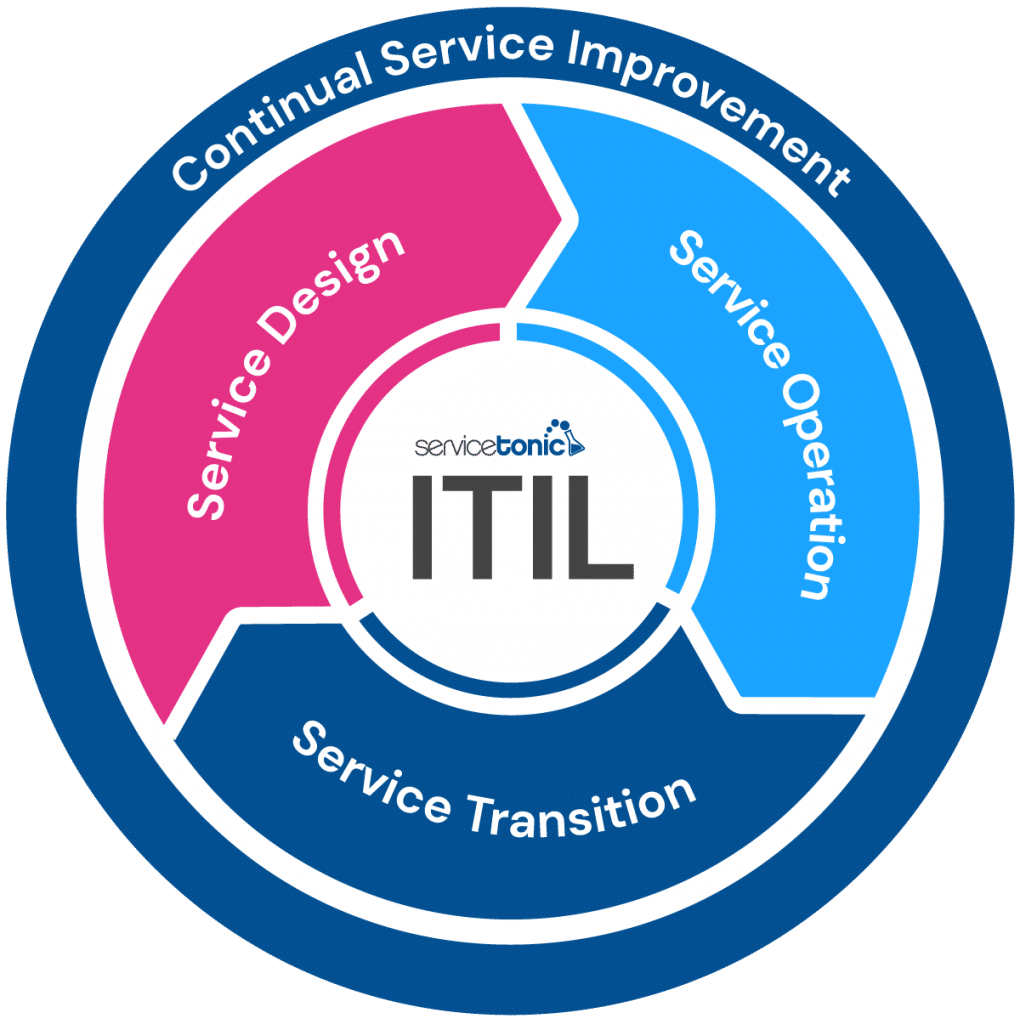 Continual Service Improvement
Service Design
Service Operation
servicetonic
ITIL
Service Transition